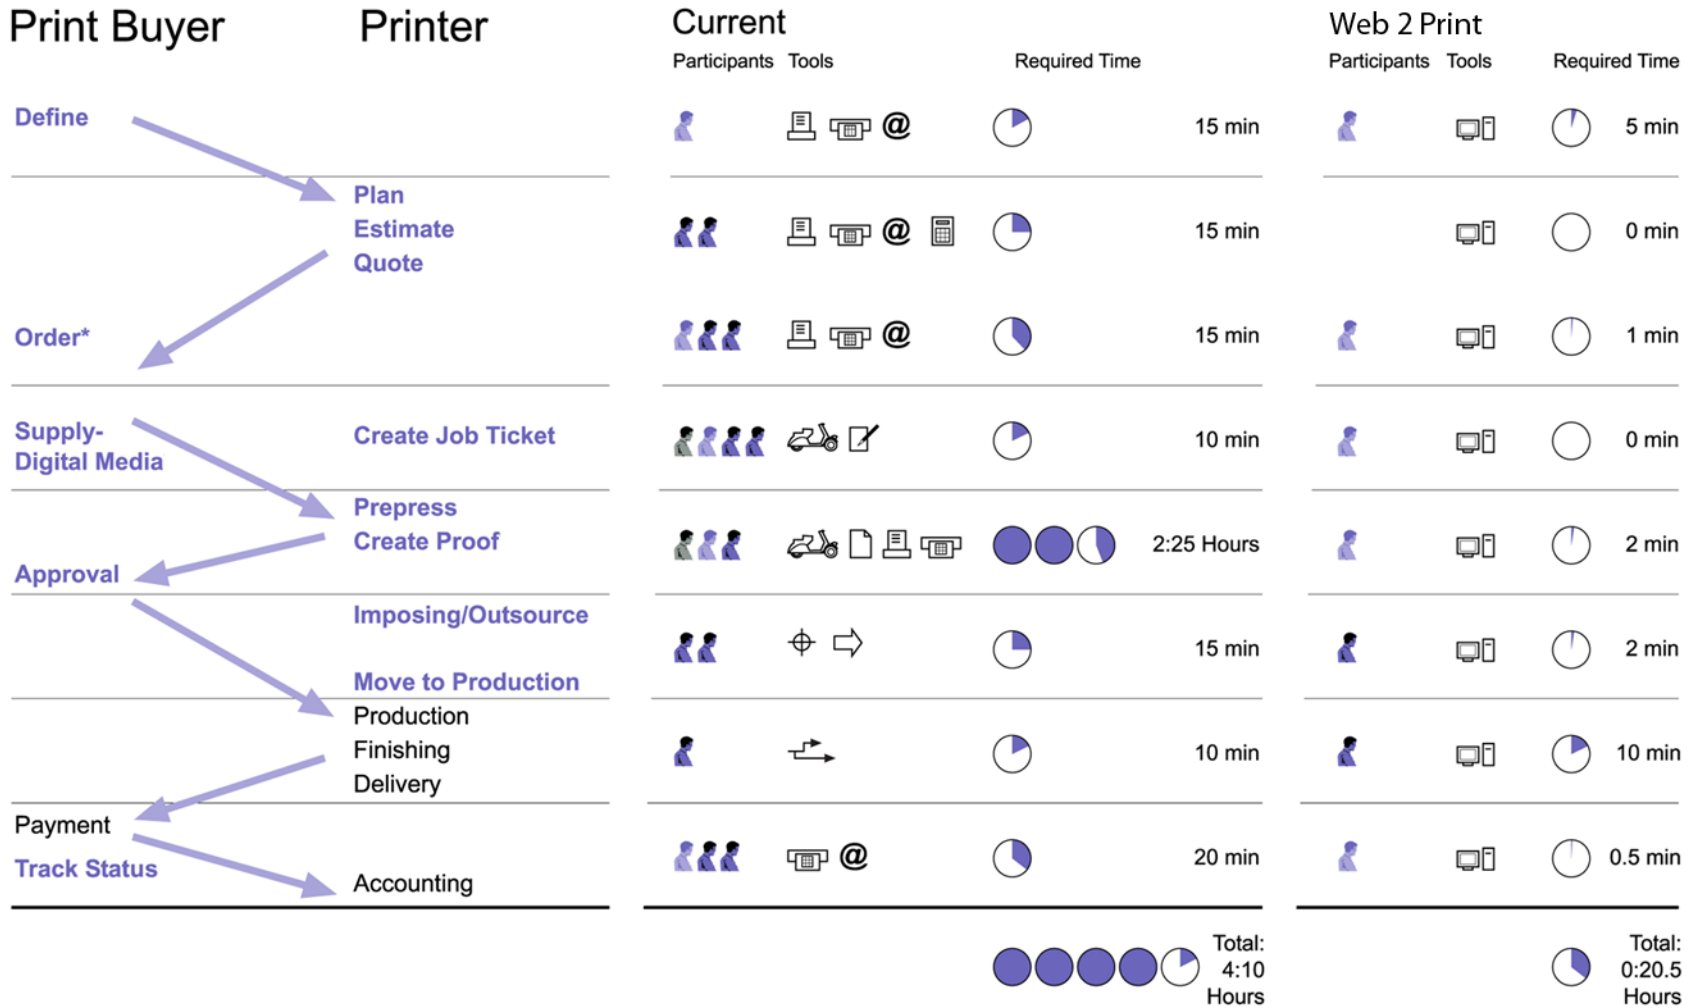 Print Buyer Printer Current Web 2 Print
Participants Tools Required Time Participants Tools Required Time
Define @ 15 min 5 min
Plan
Estimate @ 15 min 0 min
Quote
Order* @ 15 min 1 min
Supply-
Digital Media
Create Job Ticket 10 min 0 min
Prepress
Create Proof 2:25 Hours 2 min
Approval
Imposing/Outsource
15 min 2 min
Move to Production
Production
Finishing 10 min 10 min
Delivery
Payment
Track Status @ 20 min 0.5 min
Accounting
Total:
4:10
Hours
Total:
0:20.5
Hours